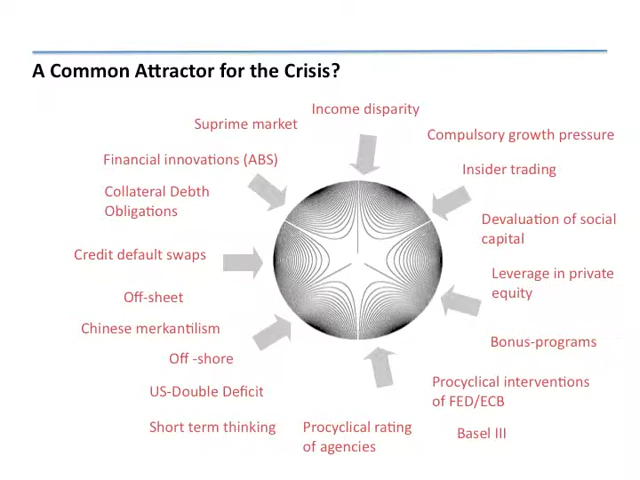 A Common Attractor for the Crisis?
Income disparity
Suprime market
Compulsory growth pressure
Financial innovations (ABS)
Insider trading
Collateral Debth
Obligations
Devaluation of social
capital
Credit default swaps
Leverage in private
equity
Off-sheet
Chinese merkantilism
Bonus-programs
Off -shore
US-Double Deficit
Procyclical interventions
of FED/ECB
Short term thinking
Procyclical rating
of agencies
Basel III